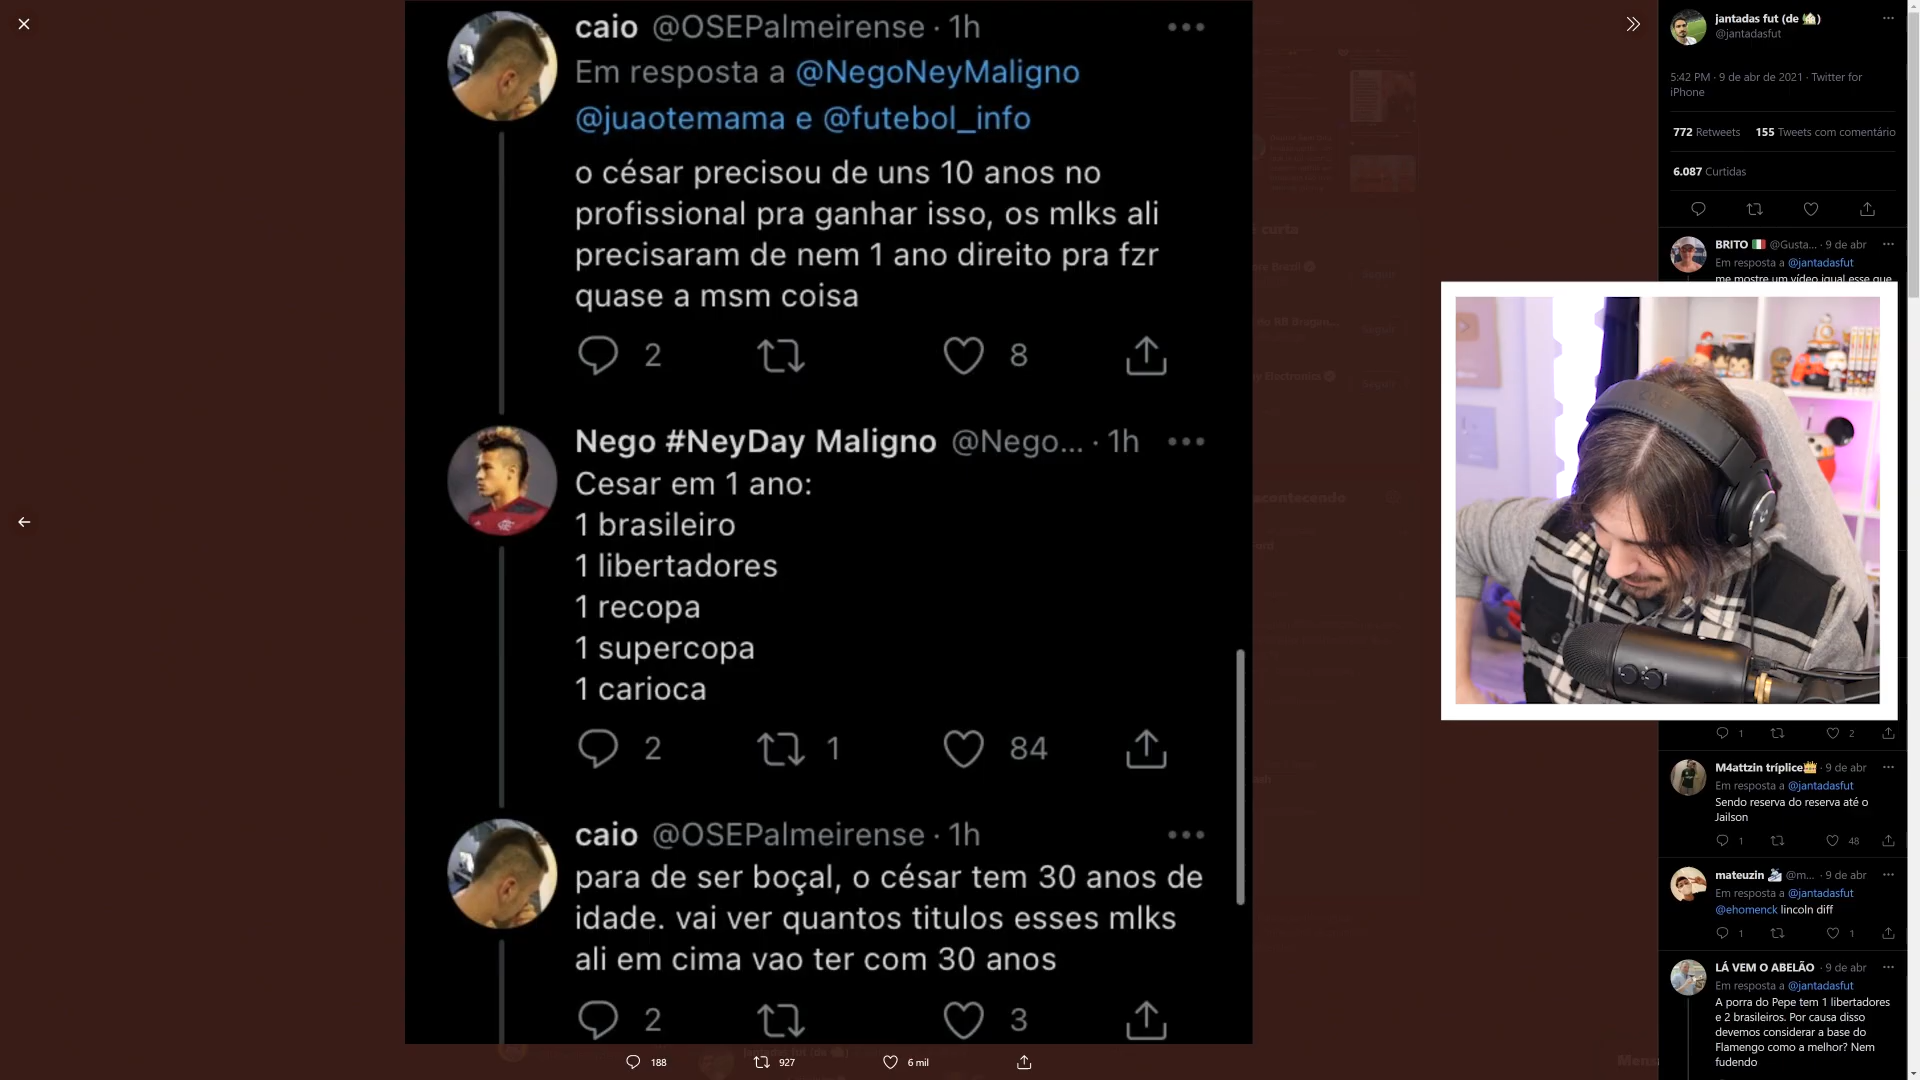 caio @OSEPalmeirense · 1h
Em resposta a @NegoNeyMaligno
@juaotemama e @futebol_info
o césar precisou de uns 10 anos no
profissional pra ganhar isso, os mlks ali
precisaram de nem 1 ano direito pra fzr
quase a msm coisa
2
8
Nego #NeyDay Maligno @Nego... · 1h
Cesar em 1 ano:
1 brasileiro
1 libertadores
1 recopa
1 supercopa
1 carioca
2
1
84
caio @OSEPalmeirense · 1h
para de ser boçal, o césar tem 30 anos de
idade. vai ver quantos titulos esses mlks
ali em cima vao ter com 30 anos
2
3
188
927
6 mil
jantadas fut (de 🏠)
@jantadasfut
5:42 PM · 9 de abr de 2021 · Twitter for
iPhone
772 Retweets 155 Tweets com comentário
6.087 Curtidas
BRITO 🇮🇹 @Gusta... · 9 de abr
Em resposta a @jantadasfut
me mostre um vídeo igual esse que
1
2
M4attzin tríplice👑 · 9 de abr
Em resposta a @jantadasfut
Sendo reserva do reserva até o
Jailson
1
48
mateuzin @m... · 9 de abr
Em resposta a @jantadasfut
@ehomenck lincoln diff
1
1
LÁ VEM O ABELÃO · 9 de abr
Em resposta a @jantadasfut
A porra do Pepe tem 1 libertadores
e 2 brasileiros. Por causa disso
devemos considerar a base do
Flamengo como a melhor? Nem
fudendo